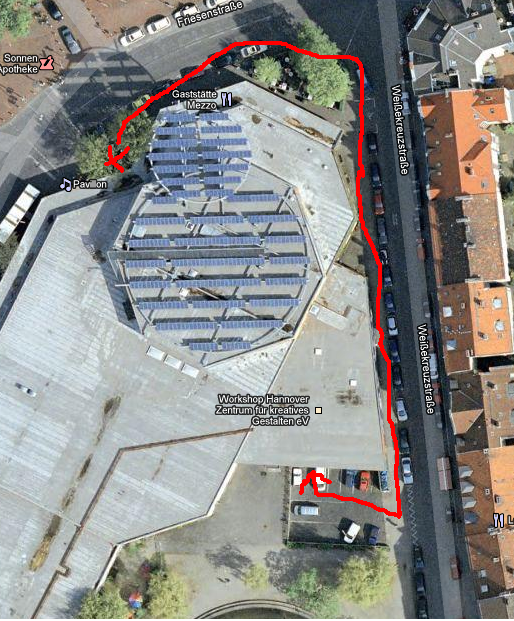 Friesenstraße
Sonnen
Apotheke
Gaststätte
Mezzo
Weißekreuzstraße
Pavillon
Weißekreuzstraße
Workshop Hannover
Zentrum für kreatives
Gestalten eV
L